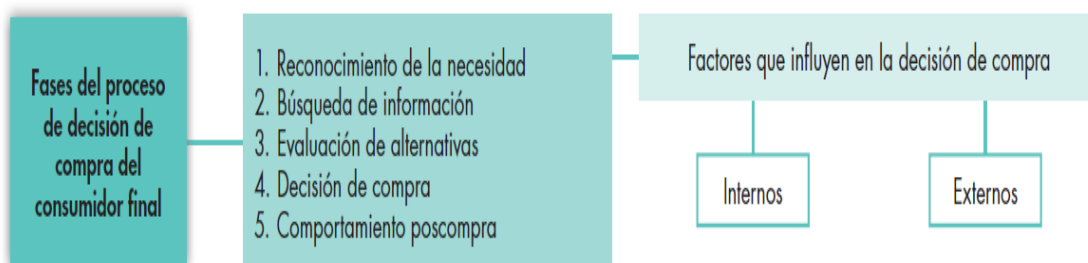 Fases del proceso
de decisión de
compra del
consumidor final
1. Reconocimiento de la necesidad
2. Búsqueda de información
3. Evaluación de alternativas
4. Decisión de compra
5. Comportamiento poscompra
Factores que influyen en la decisión de compra
Internos
Externos